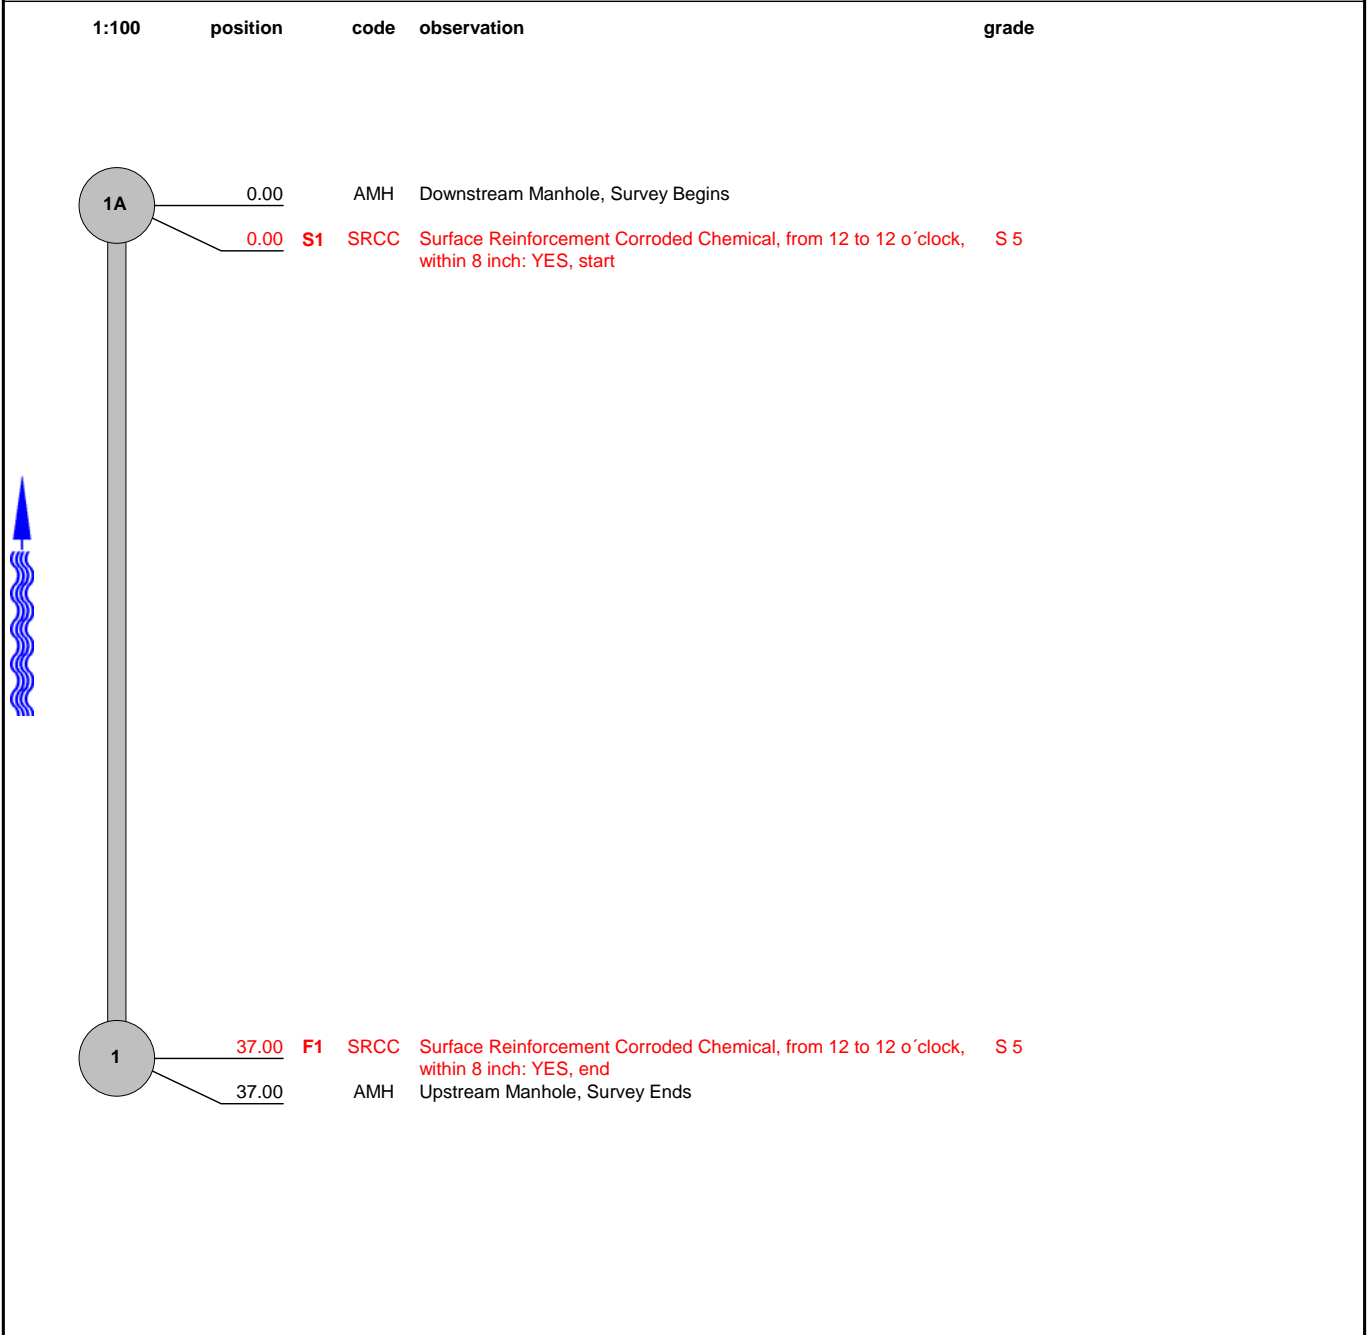 1:100 position code observation grade
1A
0.00 AMH Downstream Manhole, Survey Begins
0.00 S1 SRCC Surface Reinforcement Corroded Chemical, from 12 to 12 o´clock, S 5
within 8 inch: YES, start
1
37.00 F1 SRCC Surface Reinforcement Corroded Chemical, from 12 to 12 o´clock, S 5
within 8 inch: YES, end
37.00 AMH Upstream Manhole, Survey Ends